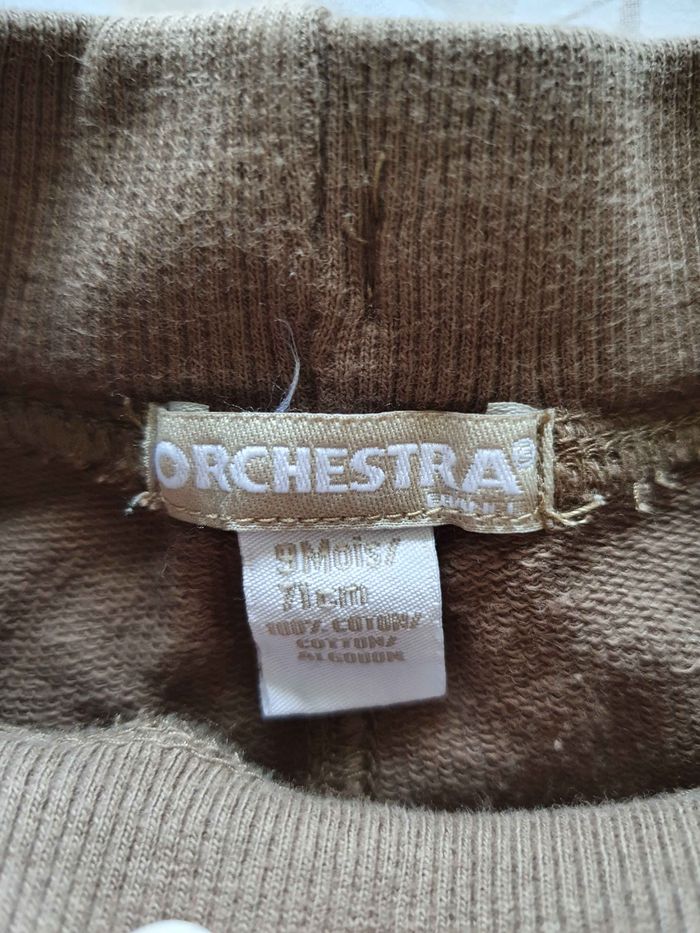 ORCHESTRA®
9Mois/
71cm
100% COTON/
COTTON/
ALGODON